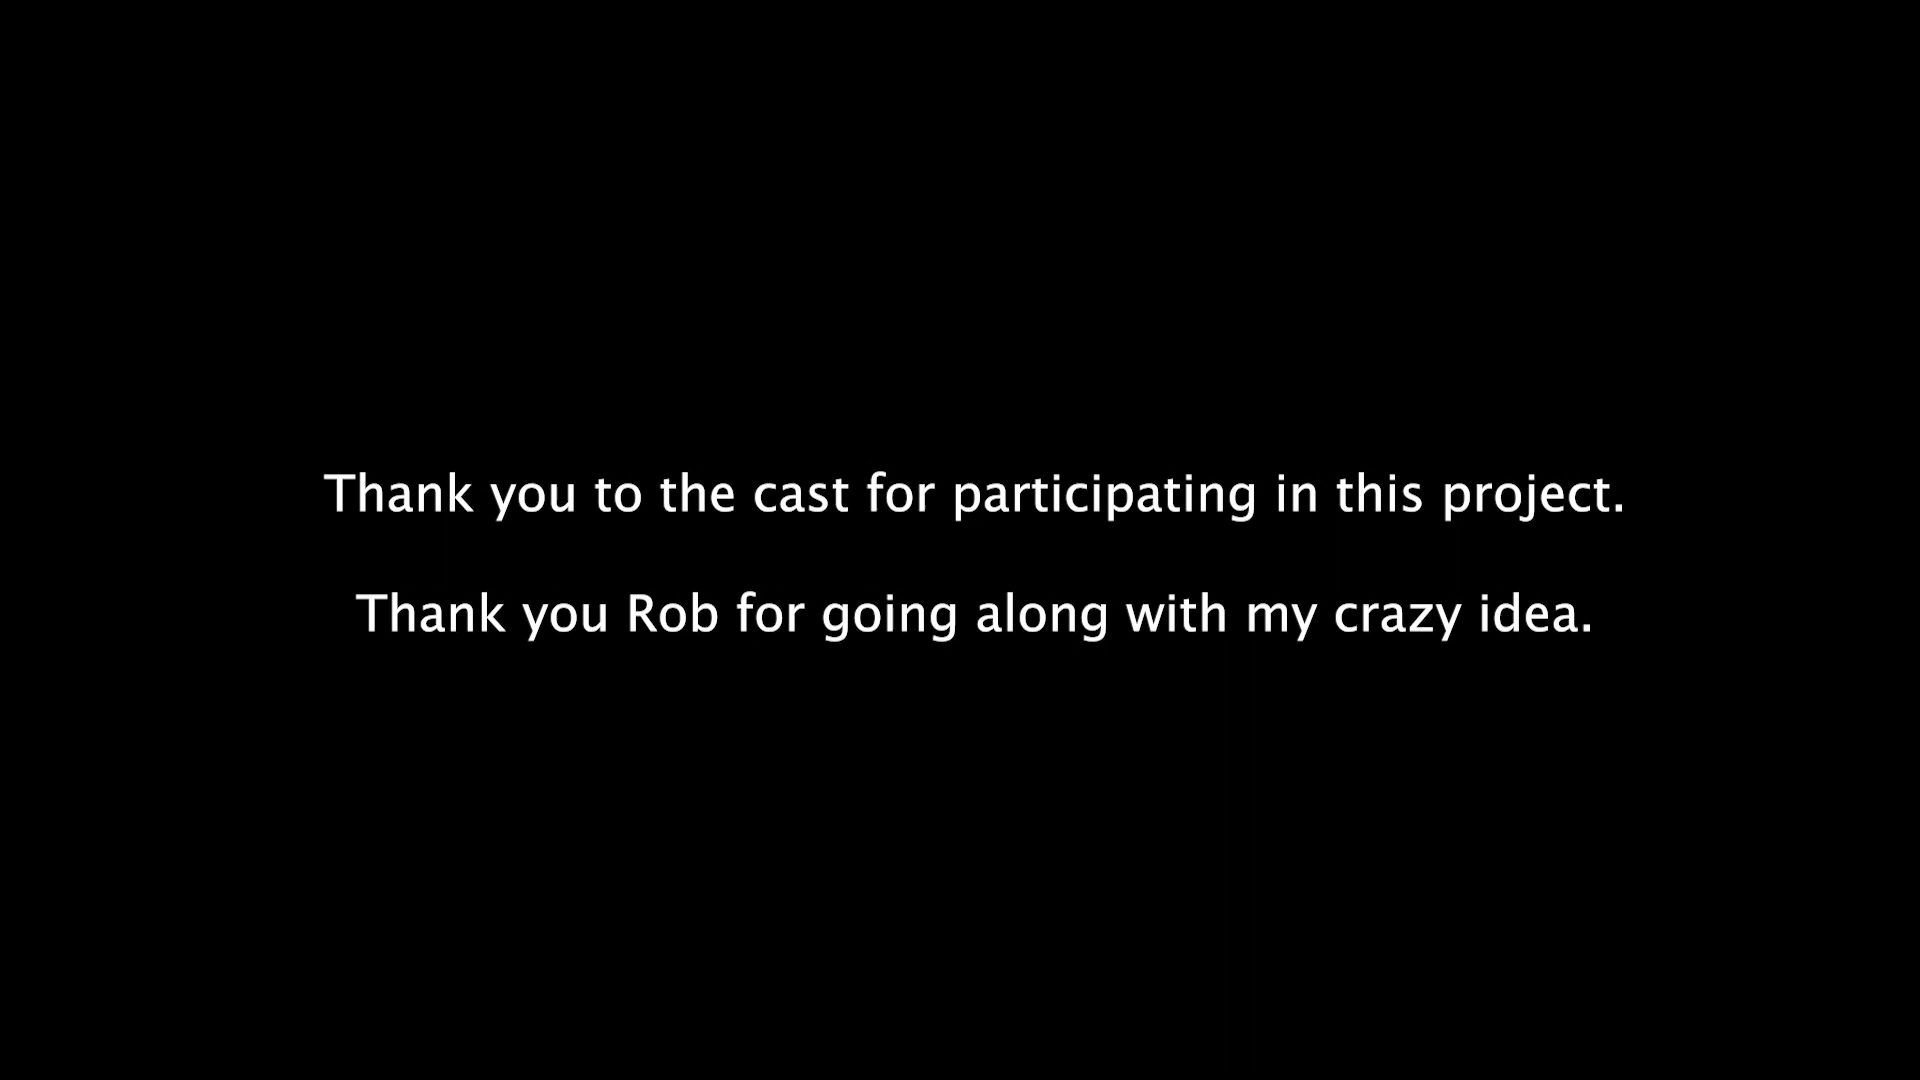 Thank you to the cast for participating in this project.
Thank you Rob for going along with my crazy idea.